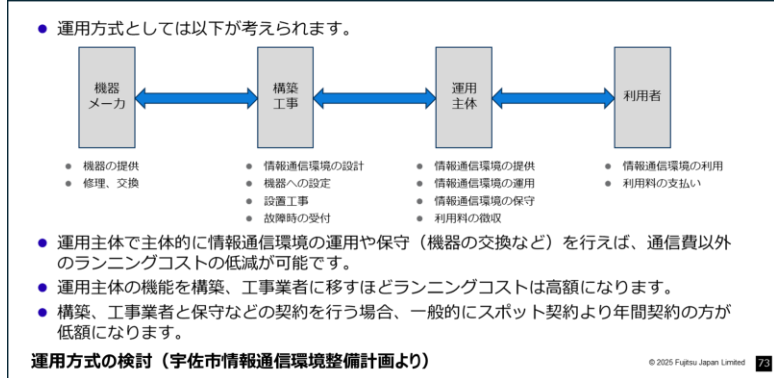 ● 運用方式としては以下が考えられます。
機器
メーカ
構築
工事
運用
主体
利用者
● 機器の提供
● 修理、交換
● 情報通信環境の設計
● 機器への設定
● 設置工事
● 故障時の受付
● 情報通信環境の提供
● 情報通信環境の運用
● 情報通信環境の保守
● 利用料の徴収
● 情報通信環境の利用
● 利用料の支払い
● 運用主体で主体的に情報通信環境の運用や保守（機器の交換など）を行えば、通信費以外
のランニングコストの低減が可能です。
● 運用主体の機能を構築、工事業者に移すほどランニングコストは高額になります。
● 構築、工事業者と保守などの契約を行う場合、一般的にスポット契約より年間契約の方が
低額になります。
運用方式の検討（宇佐市情報通信環境整備計画より）
© 2025 Fujitsu Japan Limited
73